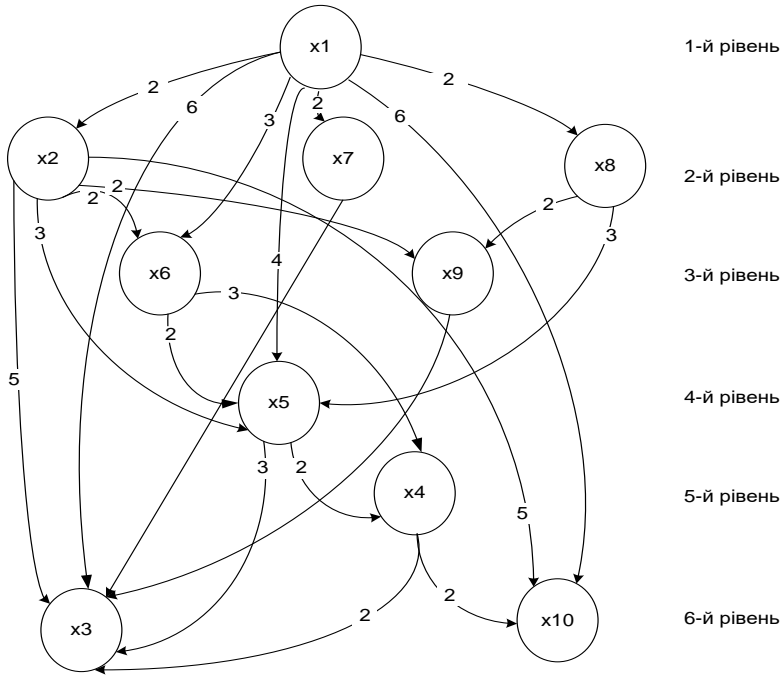 x1
1-й рівень
2
2
2
6
6
3
x2
x7
x8
2-й рівень
2
2
2
3
3
x6
x9
3-й рівень
4
3
2
5
x5
4-й рівень
3
2
x4
5-й рівень
5
2
2
x3
x10
6-й рівень